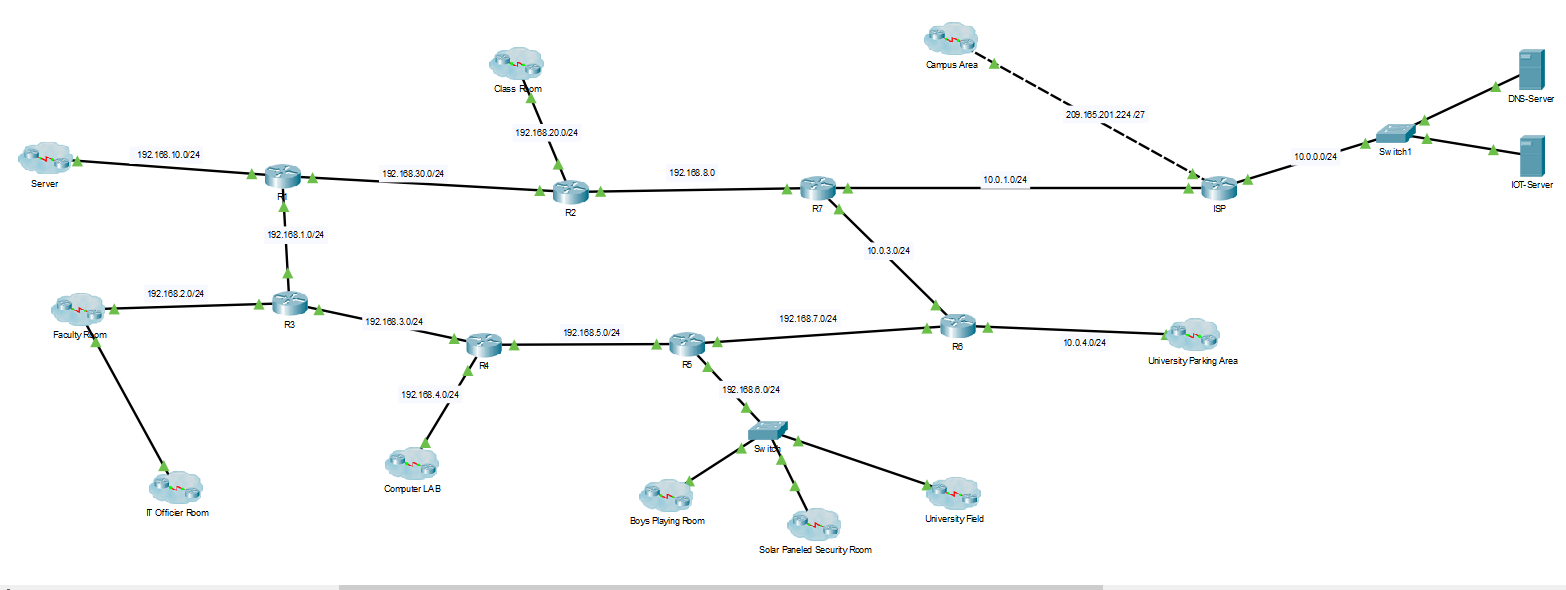 Campus Area
Class Room
DNS-Server
209.165.201.224 /27
192.168.20.0/24
192.168.10.0/24
Switch1
10.0.0.0/24
192.168.30.0/24
192.168.8.0
10.0.1.0/24
Server
IOT-Server
R1
R2
R7
ISP
192.168.1.0/24
10.0.3.0/24
192.168.2.0/24
192.168.3.0/24
192.168.5.0/24
192.168.7.0/24
Faculty Room
R3
R4
R5
R6
10.0.4.0/24
University Parking Area
192.168.4.0/24
192.168.6.0/24
Switch
Computer LAB
IT Officier Room
Boys Playing Room
University Field
Solar Paneled Security Room